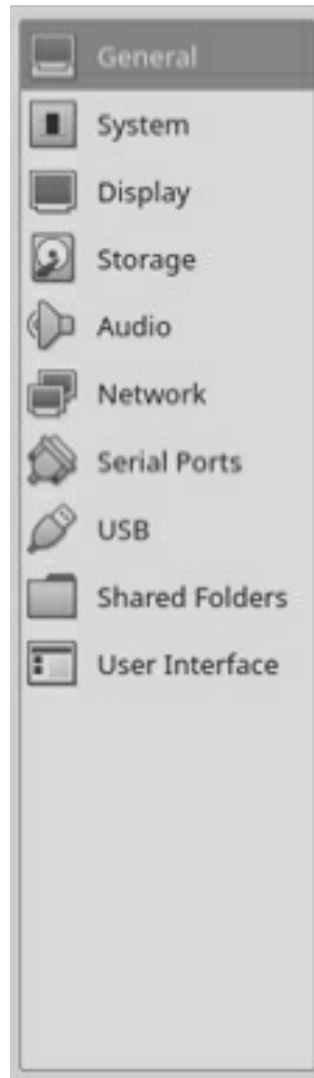 General
System
Display
Storage
Audio
Network
Serial Ports
USB
Shared Folders
User Interface